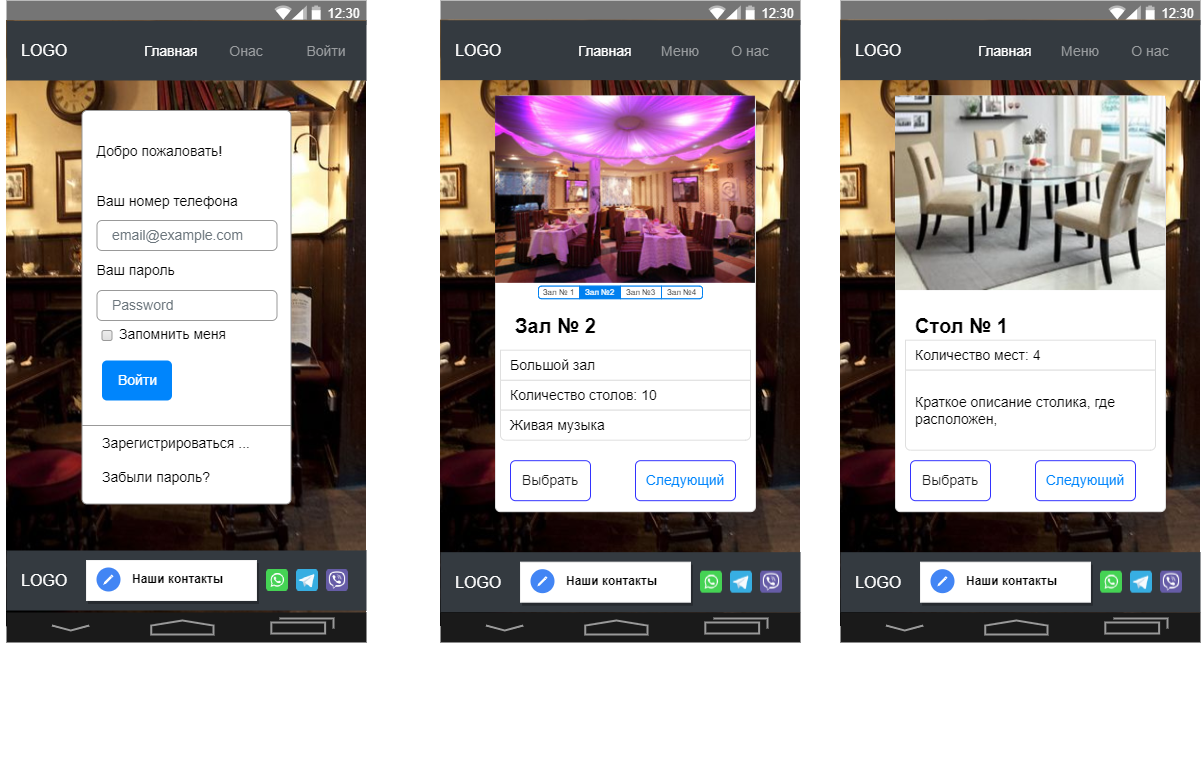 12:30
LOGO Главная Онас Войти
Добро пожаловать!
Ваш номер телефона
email@example.com
Ваш пароль
Password
Запомнить меня
Войти
Зарегистрироваться ...
Забыли пароль?
LOGO Наши контакты
12:30
LOGO Главная Меню О нас
Зал № 1 Зал №2 Зал №3 Зал №4
Зал № 2
Большой зал
Количество столов: 10
Живая музыка
Выбрать Следующий
LOGO Наши контакты
12:30
LOGO Главная Меню О нас
Стол № 1
Количество мест: 4
Краткое описание столика, где
расположен,
Выбрать Следующий
LOGO Наши контакты